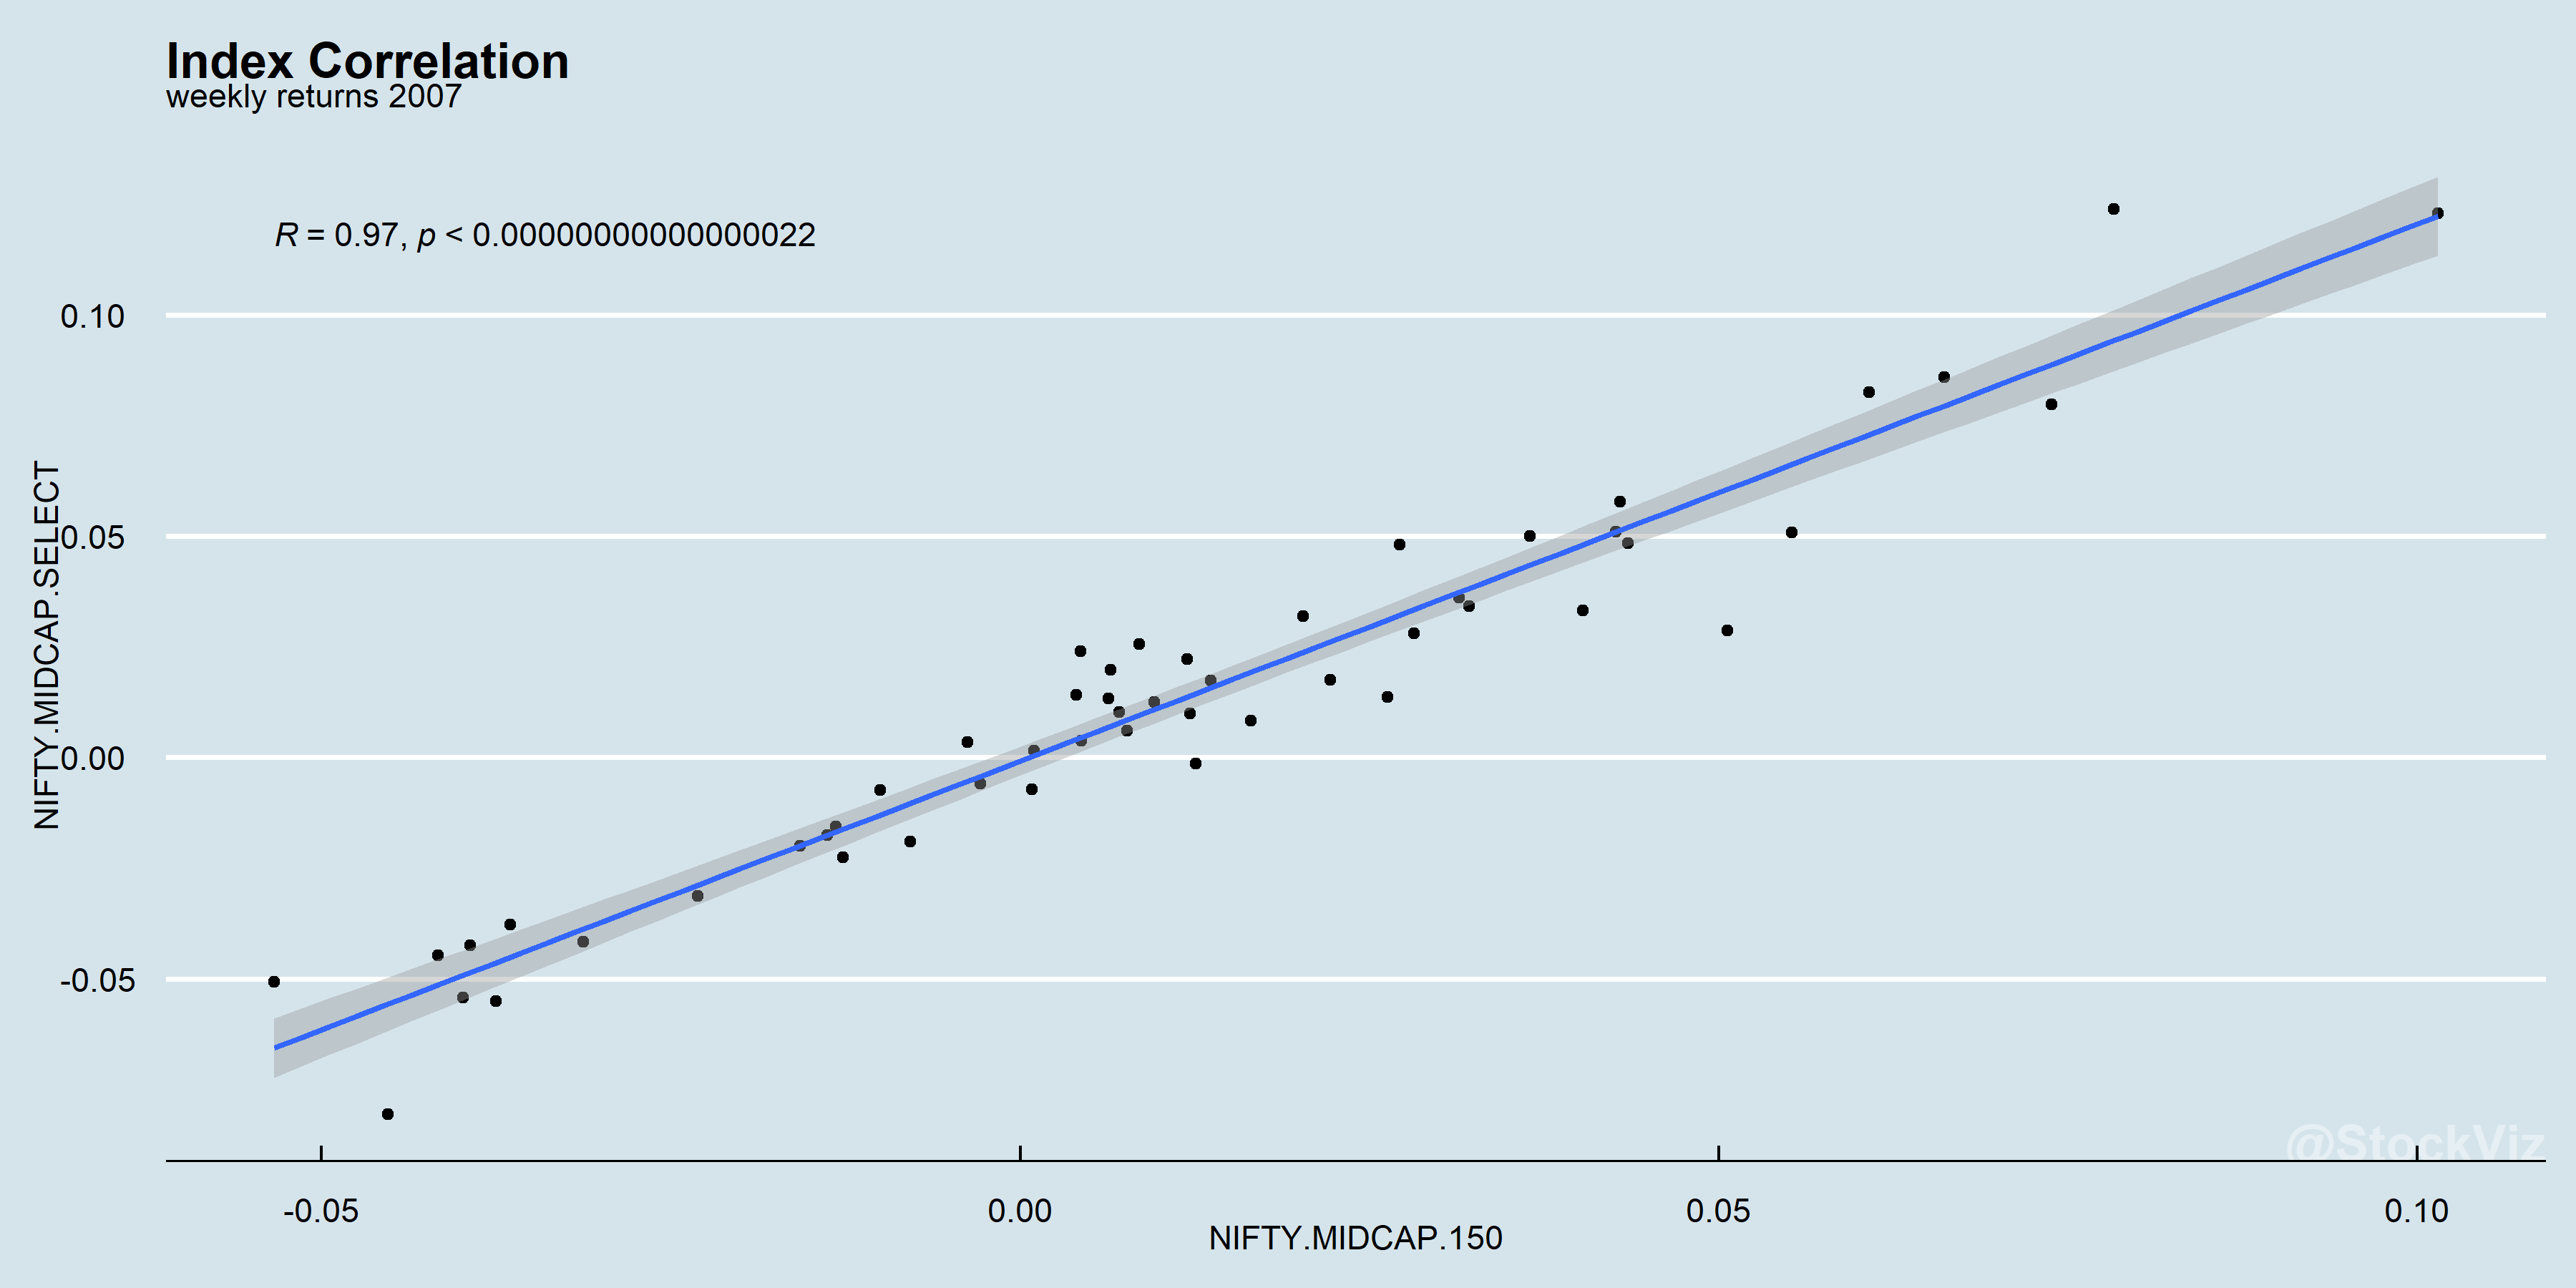 Index Correlation
weekly returns 2007
R = 0.97, p < 0.00000000000000022
0.10
0.05
0.00
-0.05
NIFTY.MIDCAP.SELECT
@StockViz
-0.05 0.00 0.05 0.10
NIFTY.MIDCAP.150